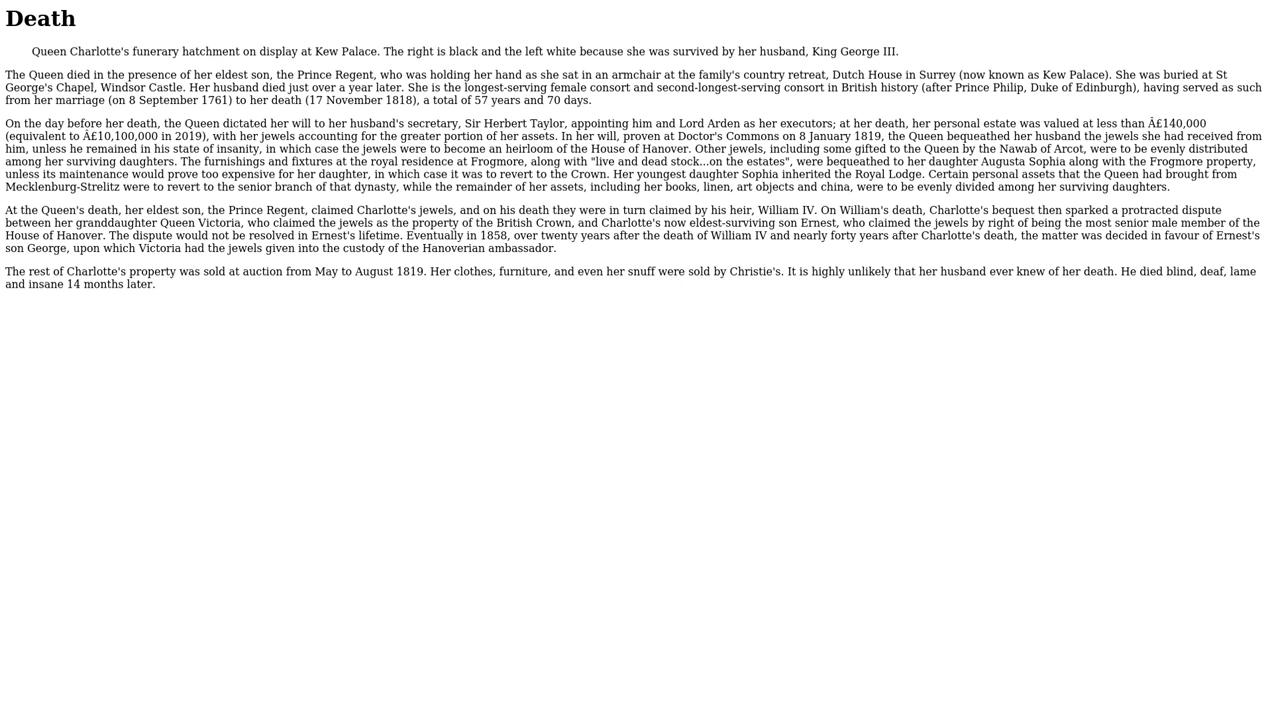 Death
Queen Charlotte's funerary hatchment on display at Kew Palace. The right is black and the left white because she was survived by her husband, King George III.
The Queen died in the presence of her eldest son, the Prince Regent, who was holding her hand as she sat in an armchair at the family's country retreat, Dutch House in Surrey (now known as Kew Palace). She was buried at St
George's Chapel, Windsor Castle. Her husband died just over a year later. She is the longest-serving female consort and second-longest-serving consort in British history (after Prince Philip, Duke of Edinburgh), having served as such
from her marriage (on 8 September 1761) to her death (17 November 1818), a total of 57 years and 70 days.
On the day before her death, the Queen dictated her will to her husband's secretary, Sir Herbert Taylor, appointing him and Lord Arden as her executors; at her death, her personal estate was valued at less than Â£140,000
(equivalent to Â£10,100,000 in 2019), with her jewels accounting for the greater portion of her assets. In her will, proven at Doctor's Commons on 8 January 1819, the Queen bequeathed her husband the jewels she had received from
him, unless he remained in his state of insanity, in which case the jewels were to become an heirloom of the House of Hanover. Other jewels, including some gifted to the Queen by the Nawab of Arcot, were to be evenly distributed
among her surviving daughters. The furnishings and fixtures at the royal residence at Frogmore, along with "live and dead stock...on the estates", were bequeathed to her daughter Augusta Sophia along with the Frogmore property,
unless its maintenance would prove too expensive for her daughter, in which case it was to revert to the Crown. Her youngest daughter Sophia inherited the Royal Lodge. Certain personal assets that the Queen had brought from
Mecklenburg-Strelitz were to revert to the senior branch of that dynasty, while the remainder of her assets, including her books, linen, art objects and china, were to be evenly divided among her surviving daughters.
At the Queen's death, her eldest son, the Prince Regent, claimed Charlotte's jewels, and on his death they were in turn claimed by his heir, William IV. On William's death, Charlotte's bequest then sparked a protracted dispute
between her granddaughter Queen Victoria, who claimed the jewels as the property of the British Crown, and Charlotte's now eldest-surviving son Ernest, who claimed the jewels by right of being the most senior male member of the
House of Hanover. The dispute would not be resolved in Ernest's lifetime. Eventually in 1858, over twenty years after the death of William IV and nearly forty years after Charlotte's death, the matter was decided in favour of Ernest's
son George, upon which Victoria had the jewels given into the custody of the Hanoverian ambassador.
The rest of Charlotte's property was sold at auction from May to August 1819. Her clothes, furniture, and even her snuff were sold by Christie's. It is highly unlikely that her husband ever knew of her death. He died blind, deaf, lame
and insane 14 months later.